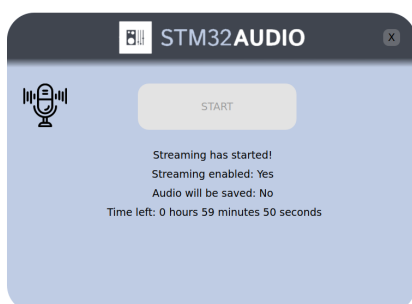 STM32AUDIO
X
START
Streaming has started!
Streaming enabled: Yes
Audio will be saved: No
Time left: 0 hours 59 minutes 50 seconds